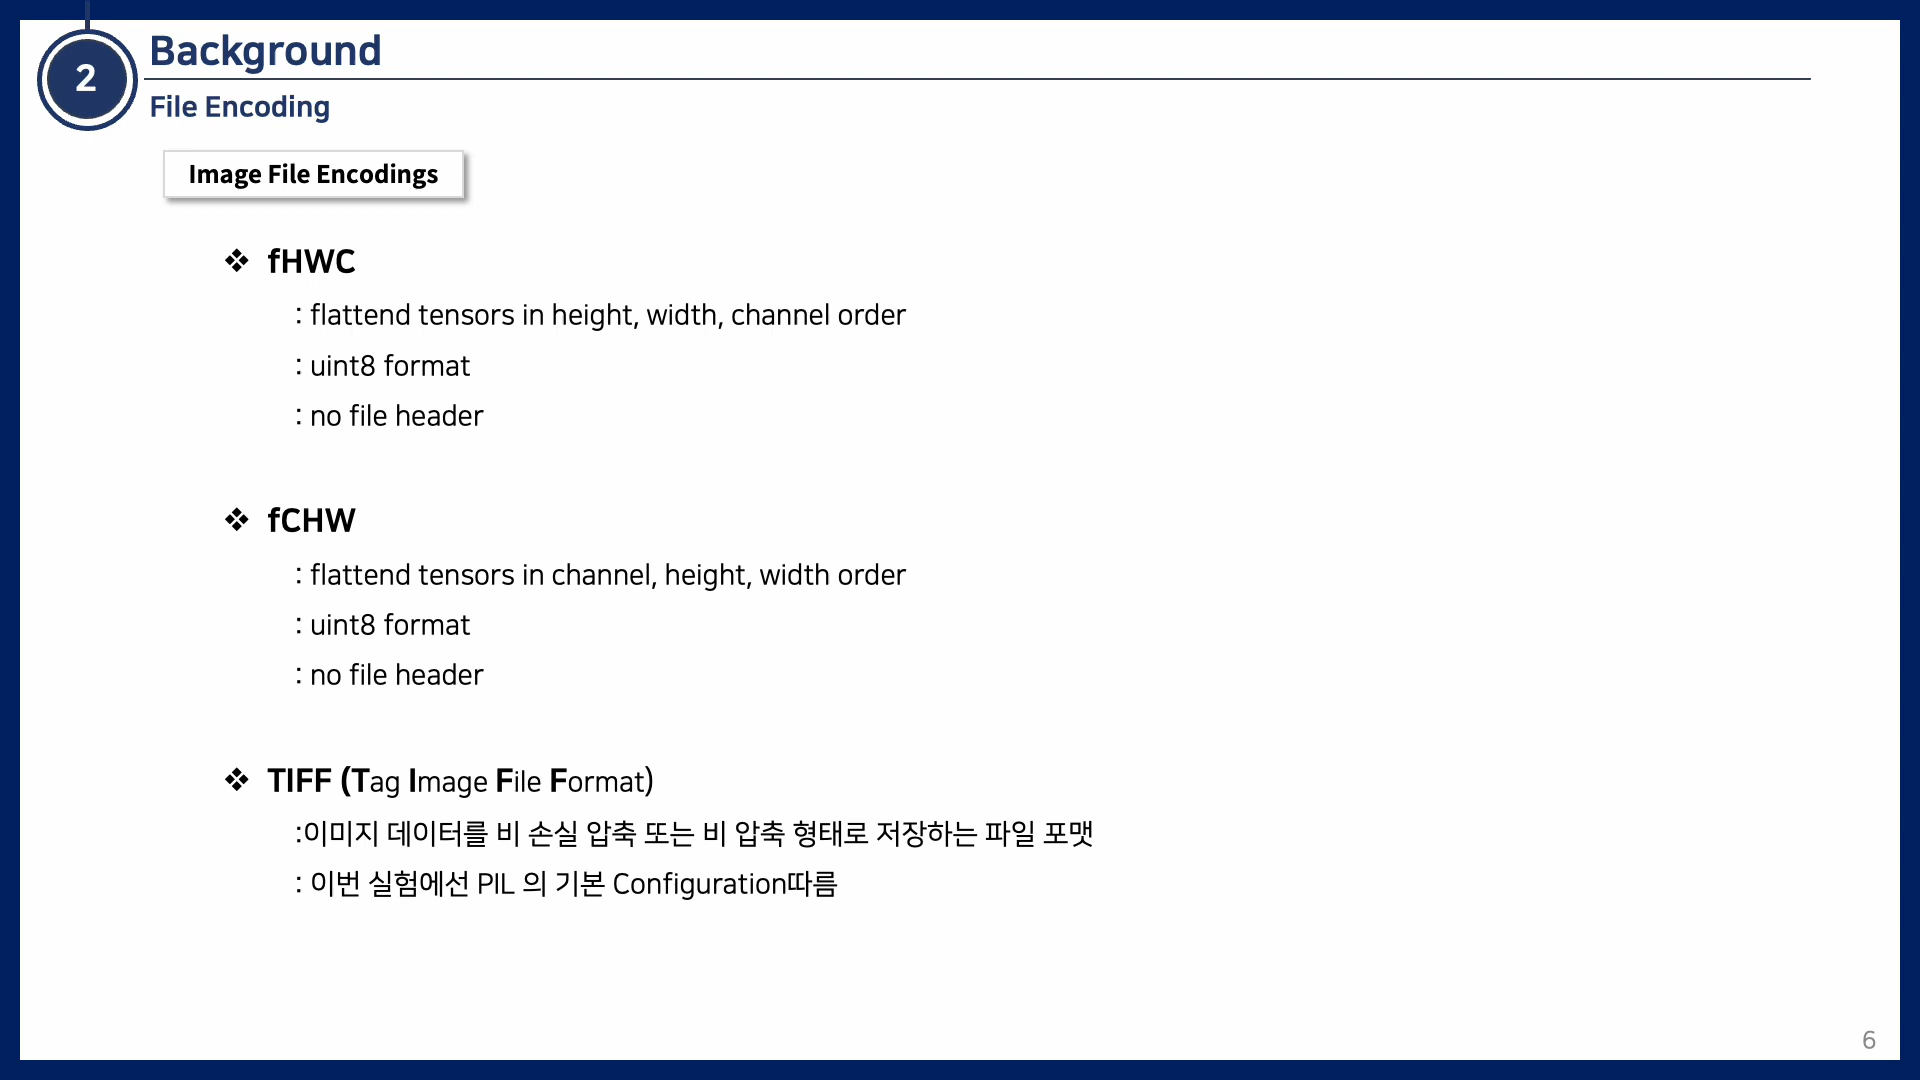 2
Background
File Encoding
Image File Encodings
❖ fHWC
: flattend tensors in height, width, channel order
: uint8 format
: no file header
❖ fCHW
: flattend tensors in channel, height, width order
: uint8 format
: no file header
❖ TIFF (Tag Image File Format)
:이미지 데이터를 비 손실 압축 또는 비 압축 형태로 저장하는 파일 포맷
: 이번 실험에선 PIL 의 기본 Configuration따름
6